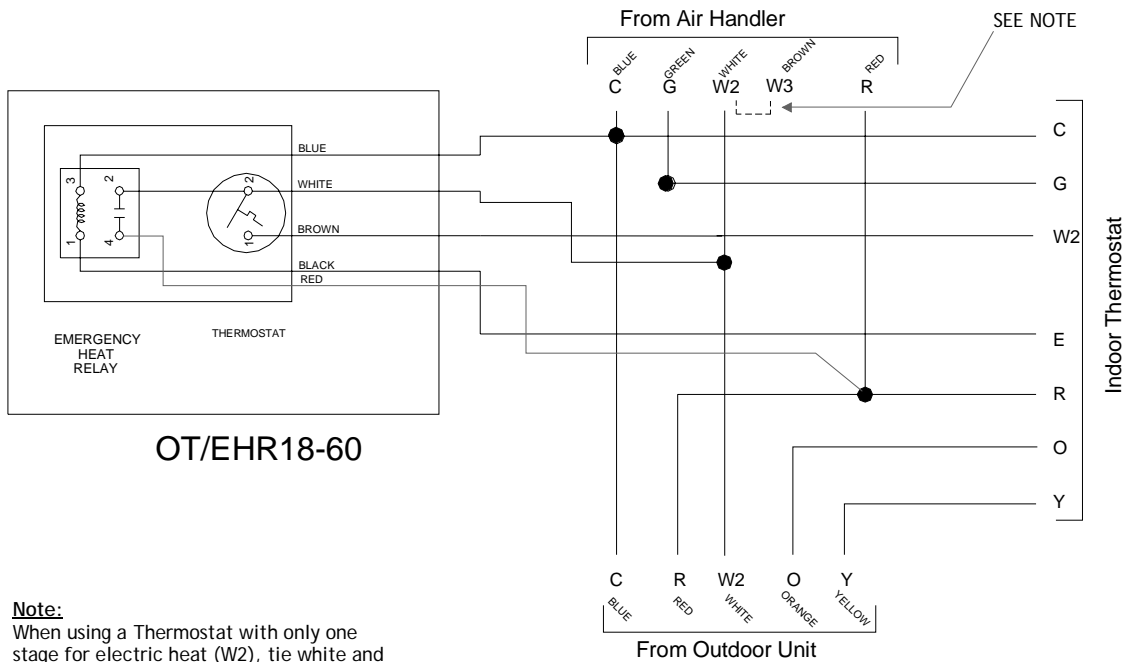 From Air Handler
SEE NOTE
BLUE
GREEN
WHITE
BROWN
RED
C
G
W2
W3
R
C
G
W2
E
R
O
Y
Indoor Thermostat
BLUE
WHITE
BROWN
BLACK
RED
3
2
1
4
2
1
EMERGENCY
HEAT
RELAY
THERMOSTAT
OT/EHR18-60
C
R
W2
O
Y
BLUE
RED
WHITE
ORANGE
YELLOW
From Outdoor Unit
Note:
When using a Thermostat with only one
stage for electric heat (W2), tie white and